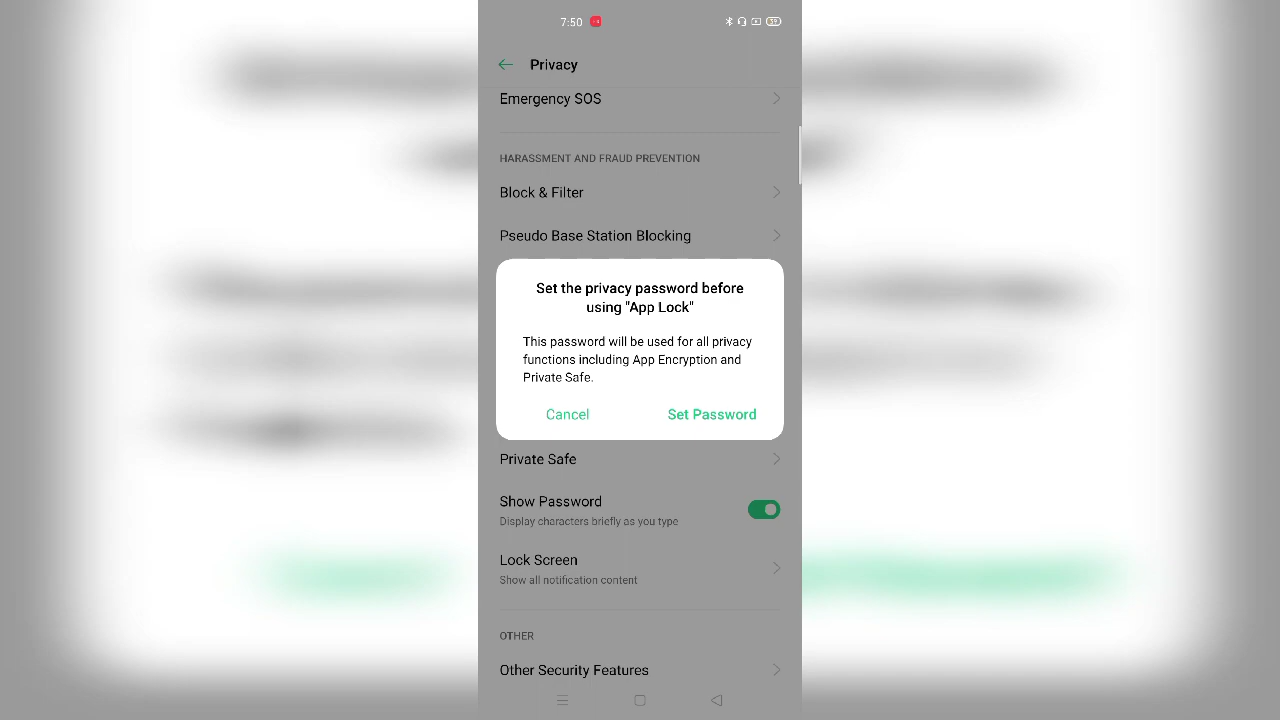 7:50
Privacy
Emergency SOS
HARASSMENT AND FRAUD PREVENTION
Block & Filter
Pseudo Base Station Blocking
Set the privacy password before
using "App Lock"
This password will be used for all privacy
functions including App Encryption and
Private Safe.
Cancel
Set Password
Private Safe
Show Password
Display characters briefly as you type
Lock Screen
Show all notification content
OTHER
Other Security Features